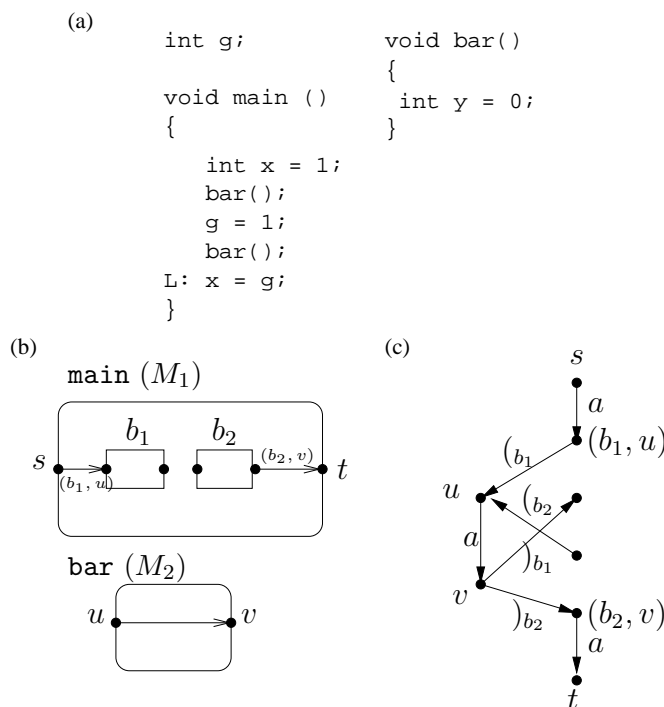 (a)
int g;
void main ()
{
int x = 1;
bar();
g = 1;
bar();
L: x = g;
}
void bar()
{
int y = 0;
}
(b)
main (M₁)
b₁
b₂
s
(b₁, u)
(b₂, v)
t
bar (M₂)
u
v
(c)
s
a
(b₁, u)
(b₁
u
(b₂
a
)b₁
v
)b₂
(b₂, v)
a
t